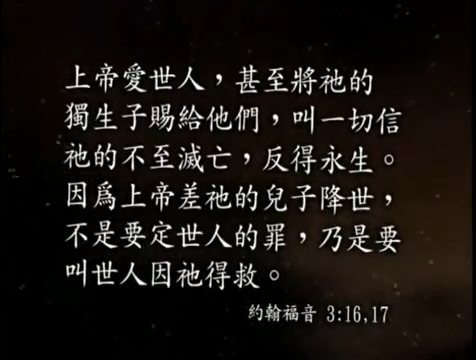 上帝愛世人，甚至將祂的
獨生子賜給他們，叫一切信
祂的不至滅亡，反得永生。
因爲上帝差祂的兒子降世，
不是要定世人的罪，乃是要
叫世人因祂得救。
約翰福音 3:16,17